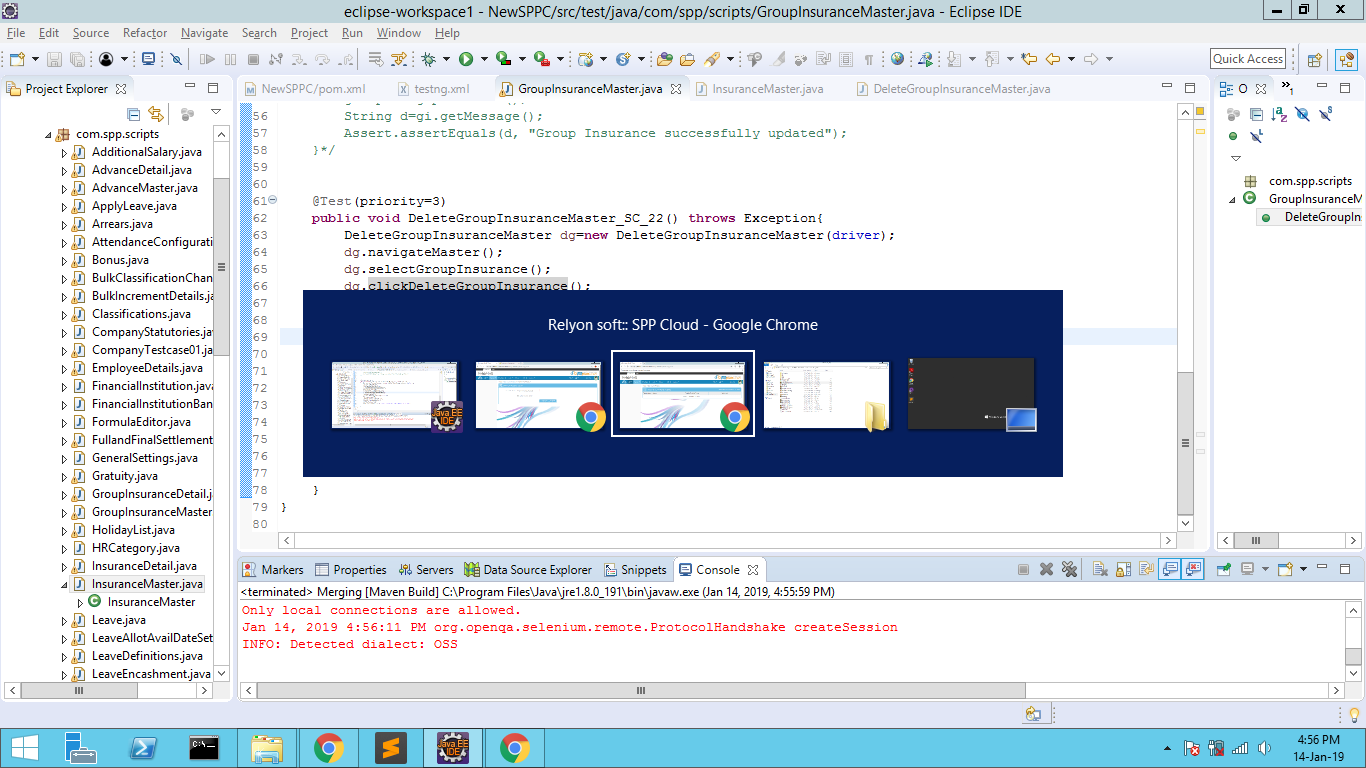 eclipse-workspace1 - NewSPPC/src/test/java/com/spp/scripts/GroupInsuranceMaster.java - Eclipse IDE
File Edit Source Refactor Navigate Search Project Run Window Help
Quick Access
Project Explorer
NewSPPC/pom.xml
testng.xml
GroupInsuranceMaster.java
InsuranceMaster.java
DeleteGroupInsuranceMaster.java
O
1
com.spp.scripts
AdditionalSalary.java
AdvanceDetail.java
AdvanceMaster.java
ApplyLeave.java
Arrears.java
AttendanceConfigurati
Bonus.java
BulkClassificationChan
BulkIncrementDetails.ja
Classifications.java
CompanyStatutories.java
CompanyTestcase01.ja
EmployeeDetails.java
FinancialInstitution.java
FinancialInstitutionBan
FormulaEditor.java
FullandFinalSettlement
GeneralSettings.java
Gratuity.java
GroupInsuranceDetail.j
GroupInsuranceMaster
HolidayList.java
HRCategory.java
InsuranceDetail.java
InsuranceMaster.java
InsuranceMaster
Leave.java
LeaveAllotAvailDateSet
LeaveDefinitions.java
LeaveEncashment.java
56 String d=gi.getMessage();
57 Assert.assertEquals(d, "Group Insurance successfully updated");
58 }*/
59
60
61 @Test(priority=3)
62 public void DeleteGroupInsuranceMaster_SC_22() throws Exception{
63 DeleteGroupInsuranceMaster dg=new DeleteGroupInsuranceMaster(driver);
64 dg.navigateMaster();
65 dg.selectGroupInsurance();
66 dg.clickDeleteGroupInsurance();
67
68
69
70
71
72
73
74
75
76
77
78 }
79 }
80
Relyon soft:: SPP Cloud - Google Chrome
Java EE
IDE
com.spp.scripts
GroupInsuranceM
DeleteGroupIn
Markers Properties Servers Data Source Explorer Snippets Console
<terminated> Merging [Maven Build] C:\Program Files\Java\jre1.8.0_191\bin\javaw.exe (Jan 14, 2019, 4:55:59 PM)
Only local connections are allowed.
Jan 14, 2019 4:56:11 PM org.openqa.selenium.remote.ProtocolHandshake createSession
INFO: Detected dialect: OSS
Java EE
IDE
4:56 PM
14-Jan-19